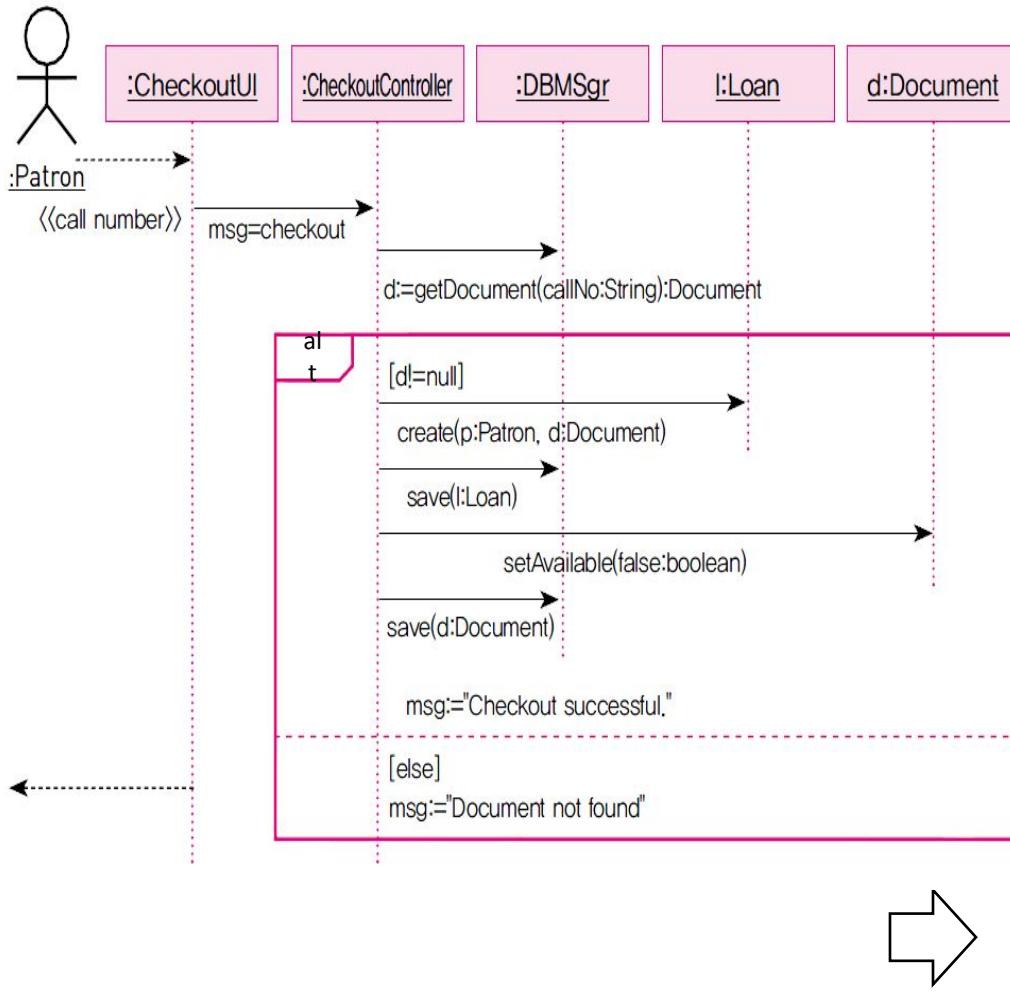 :CheckoutUI
:CheckoutController
:DBMSgr
l:Loan
d:Document
:Patron
《call number》
msg=checkout
d:=getDocument(callNo:String):Document
al
t
[d!=null]
create(p:Patron, d:Document)
save(l:Loan)
setAvailable(false:boolean)
save(d:Document)
msg:="Checkout successful."
[else]
msg:="Document not found"